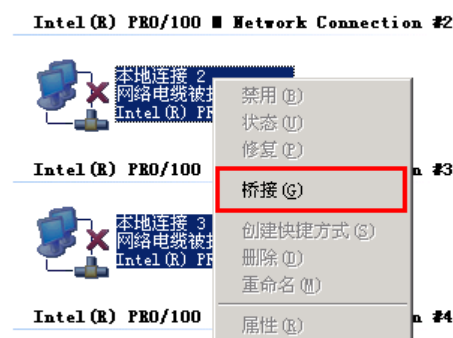 Intel(R) PRO/100 M Network Connection #2
本地连接 2
网络电缆被
Intel(R) PR
禁用(B)
状态(U)
修复(P)
Intel(R) PRO/100
n #3
桥接(G)
本地连接 3
网络电缆被
Intel(R) PR
创建快捷方式(S)
删除(D)
重命名(M)
Intel(R) PRO/100
n #4
属性(R)